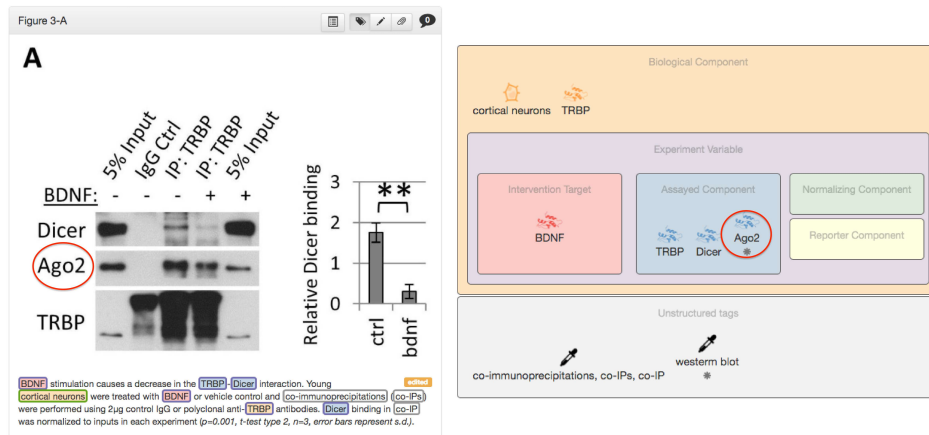 Figure 3-A
0
A
5% Input
IgG Ctrl
IP: TRBP
IP: TRBP
5% Input
BDNF: - - - + +
Dicer
Ago2
TRBP
Relative Dicer binding
3
2
1
0
**
ctrl
bdnf
BDNF stimulation causes a decrease in the TRBP-Dicer interaction. Young
edited
cortical neurons were treated with BDNF or vehicle control and co-immunoprecipitations (co-IPs)
were performed using 2μg control IgG or polyclonal anti-TRBP antibodies. Dicer binding in co-IP
was normalized to inputs in each experiment (p=0.001, t-test type 2, n=3, error bars represent s.d.).
Biological Component
cortical neurons
TRBP
Experiment Variable
Intervention Target
BDNF
Assayed Component
TRBP
Dicer
Ago2
Normalizing Component
Reporter Component
Unstructured tags
co-immunoprecipitations, co-IPs, co-IP
westerm blot